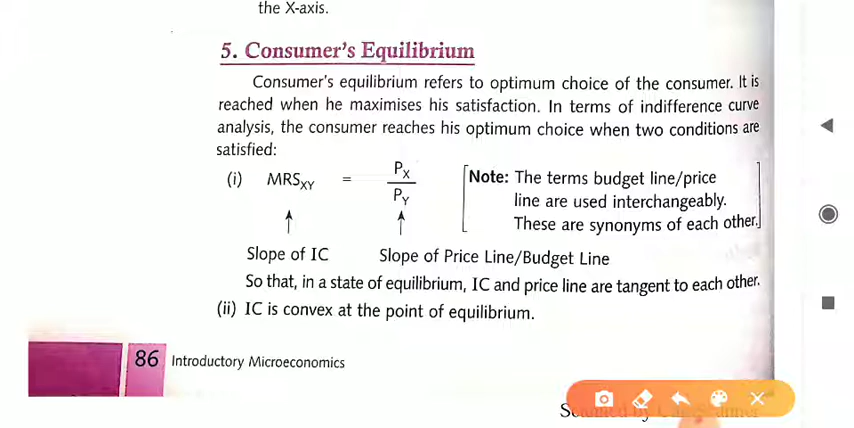 the X-axis.
5. Consumer's Equilibrium
Consumer's equilibrium refers to optimum choice of the consumer. It is
reached when he maximises his satisfaction. In terms of indifference curve
analysis, the consumer reaches his optimum choice when two conditions are
satisfied:
(i) MRS_XY = P_X / P_Y
[Note: The terms budget line/price
line are used interchangeably.
These are synonyms of each other.]
↑ ↑
Slope of IC Slope of Price Line/Budget Line
So that, in a state of equilibrium, IC and price line are tangent to each other.
(ii) IC is convex at the point of equilibrium.
86 Introductory Microeconomics